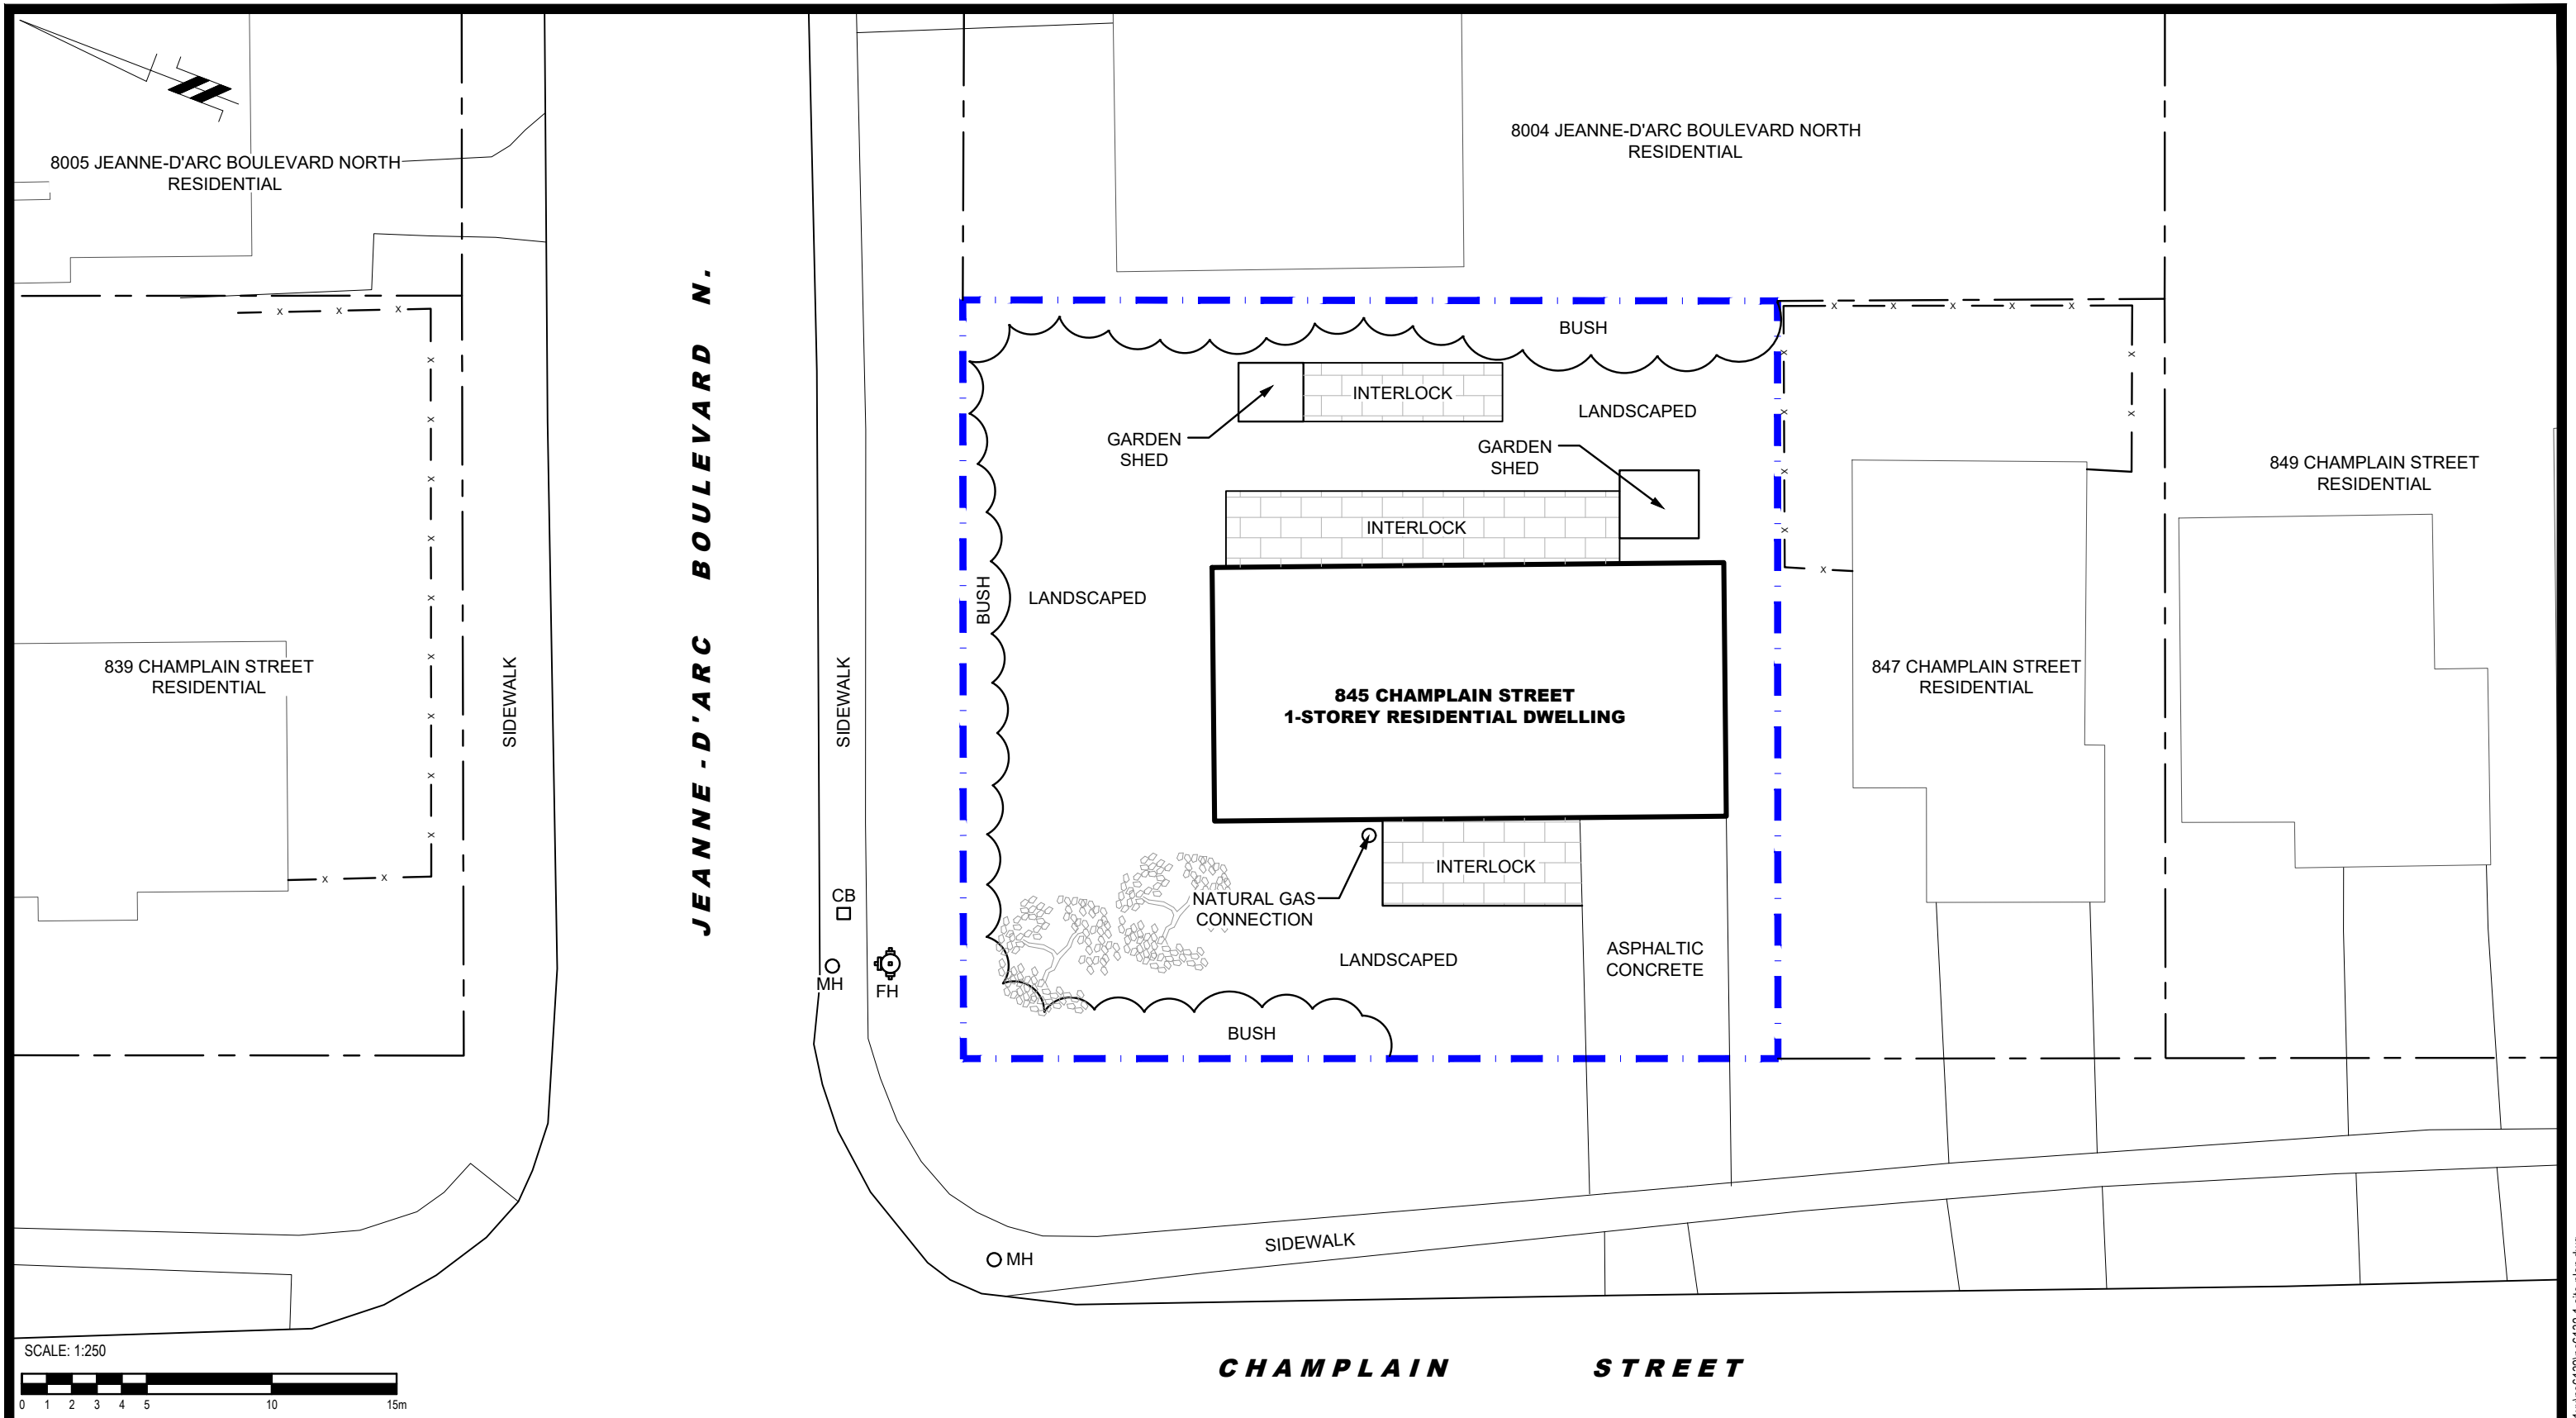 8005 JEANNE-D'ARC BOULEVARD NORTH
RESIDENTIAL
8004 JEANNE-D'ARC BOULEVARD NORTH
RESIDENTIAL
JEANNE-D'ARC BOULEVARD N.
BUSH
INTERLOCK
LANDSCAPED
GARDEN
SHED
GARDEN
SHED
849 CHAMPLAIN STREET
RESIDENTIAL
INTERLOCK
BUSH
LANDSCAPED
839 CHAMPLAIN STREET
RESIDENTIAL
SIDEWALK
SIDEWALK
845 CHAMPLAIN STREET
1-STOREY RESIDENTIAL DWELLING
847 CHAMPLAIN STREET
RESIDENTIAL
INTERLOCK
CB
NATURAL GAS
CONNECTION
MH
FH
LANDSCAPED
ASPHALTIC
CONCRETE
BUSH
SIDEWALK
MH
SCALE: 1:250
0 1 2 3 4 5 10 15m
CHAMPLAIN STREET